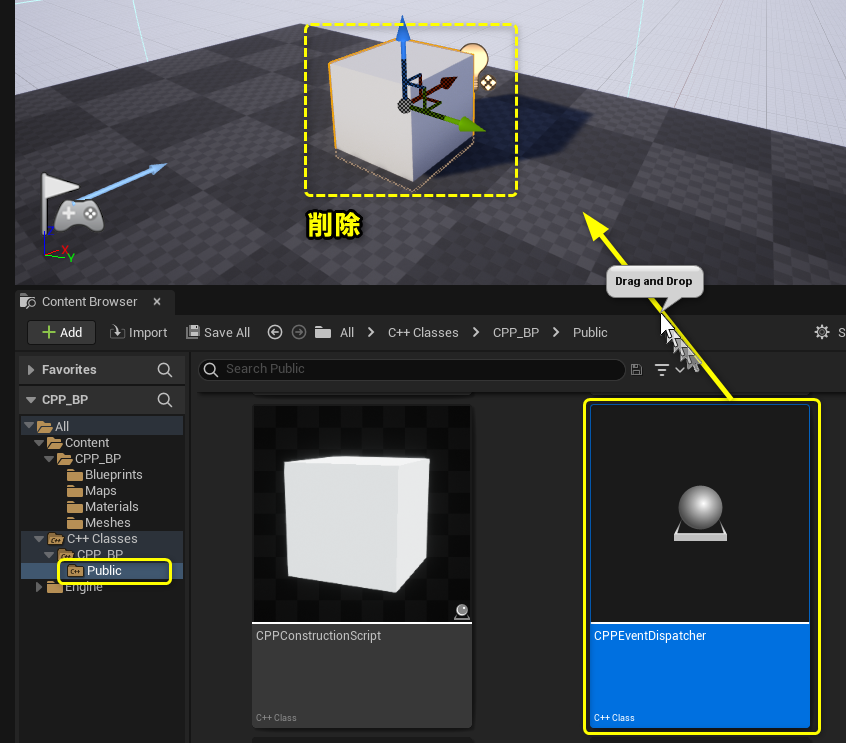 削除
Z
X
Y
Drag and Drop
Content Browser
Add
Import
Save All
All
C++ Classes
CPP_BP
Public
S
Favorites
Search Public
CPP_BP
All
Content
CPP_BP
Blueprints
Maps
Materials
Meshes
C++ Classes
CPP_BP
Public
Engine
CPPConstructionScript
C++ Class
CPPEventDispatcher
C++ Class